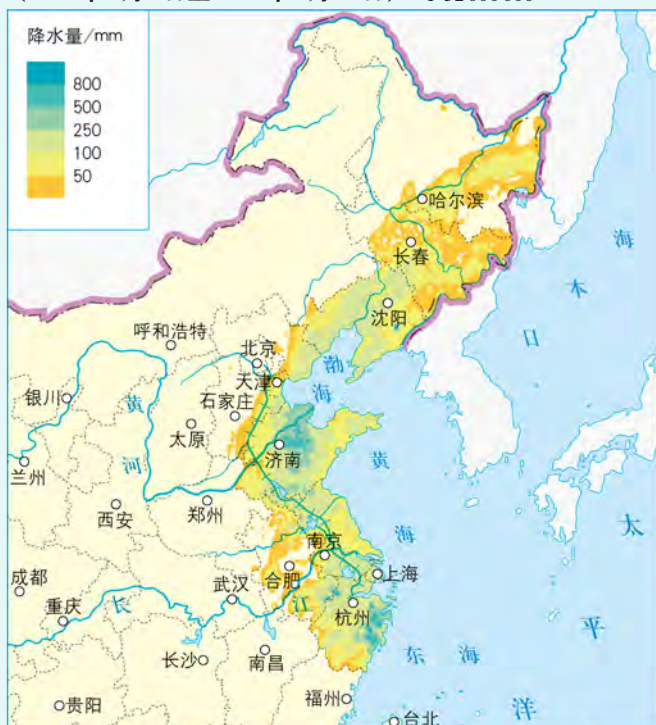 降水量/mm
800
500
250
100
50
哈尔滨
长春
沈阳
呼和浩特
北京
天津
渤海
银川
黄河
石家庄
太原
济南
兰州
西安
郑州
黄海
日本海
南京
合肥
上海
成都
重庆
武汉
长江
杭州
长沙
南昌
东海
贵阳
福州
台北
太平洋